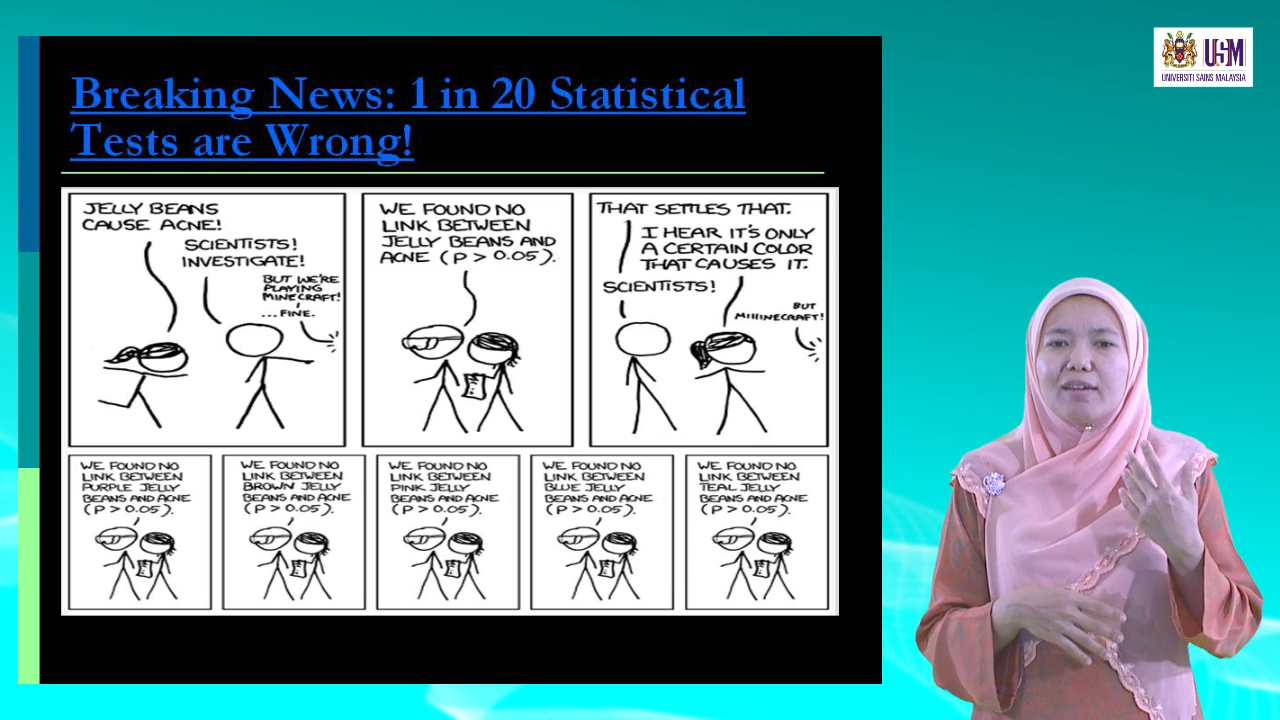 Breaking News: 1 in 20 Statistical
Tests are Wrong!
USM
UNIVERSITI SAINS MALAYSIA
JELLY BEANS
CAUSE ACNE!
SCIENTISTS!
INVESTIGATE!
BUT WE'RE
PLAYING
MINECRAFT!
...FINE.
WE FOUND NO
LINK BETWEEN
JELLY BEANS AND
ACNE (P > 0.05).
THAT SETTLES THAT.
I HEAR IT'S ONLY
A CERTAIN COLOR
THAT CAUSES IT.
SCIENTISTS!
BUT
MIIIINECRAFT!
WE FOUND NO
LINK BETWEEN
PURPLE JELLY
BEANS AND ACNE
(P > 0.05).
WE FOUND NO
LINK BETWEEN
BROWN JELLY
BEANS AND ACNE
(P > 0.05).
WE FOUND NO
LINK BETWEEN
PINK JELLY
BEANS AND ACNE
(P > 0.05).
WE FOUND NO
LINK BETWEEN
BLUE JELLY
BEANS AND ACNE
(P > 0.05).
WE FOUND NO
LINK BETWEEN
TEAL JELLY
BEANS AND ACNE
(P > 0.05).